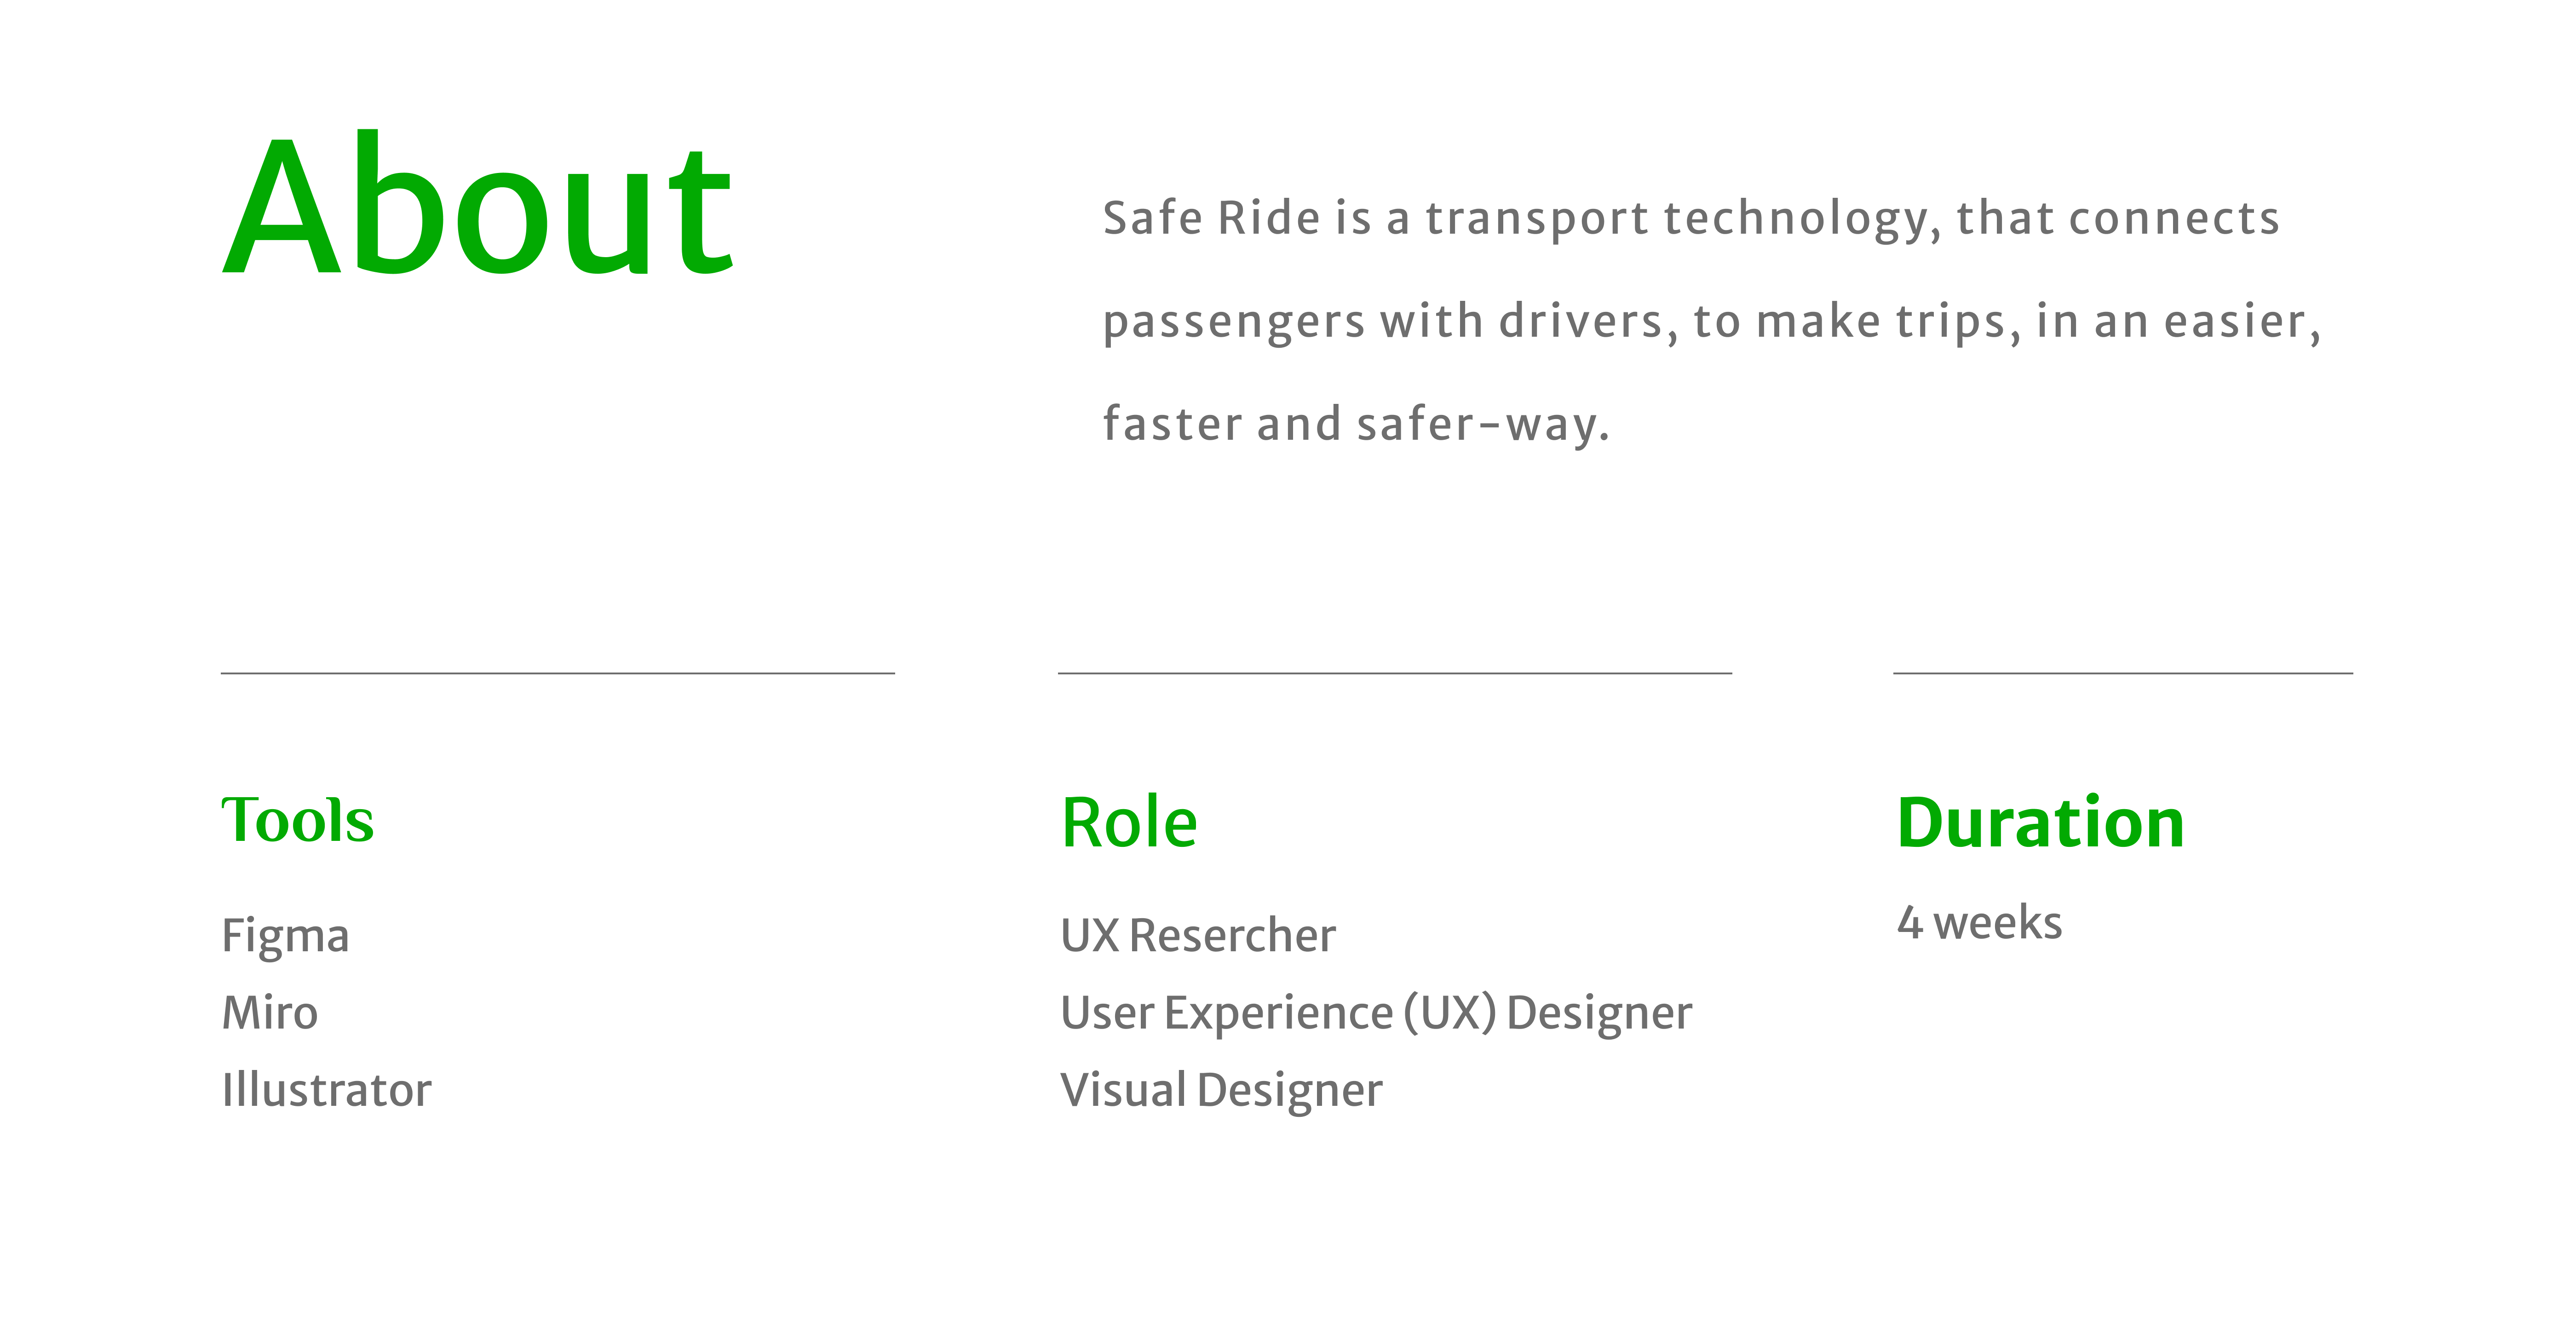 About
Safe Ride is a transport technology, that connects
passengers with drivers, to make trips, in an easier,
faster and safer-way.
Tools
Figma
Miro
Illustrator
Role
UX Resercher
User Experience (UX) Designer
Visual Designer
Duration
4 weeks